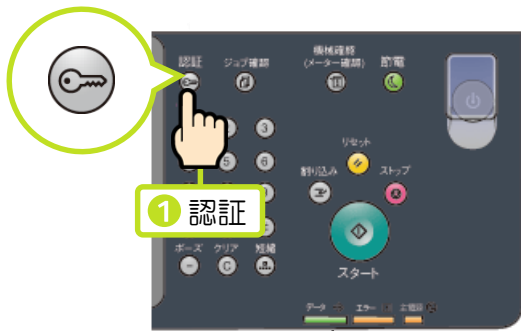 認証 ジョブ確認 機械確認 (メーター確認) 節電
3
リセット
5 6 割り込み ストップ
1 認証
ポーズ クリア 短縮
- C
スタート
データ エラー 主電源